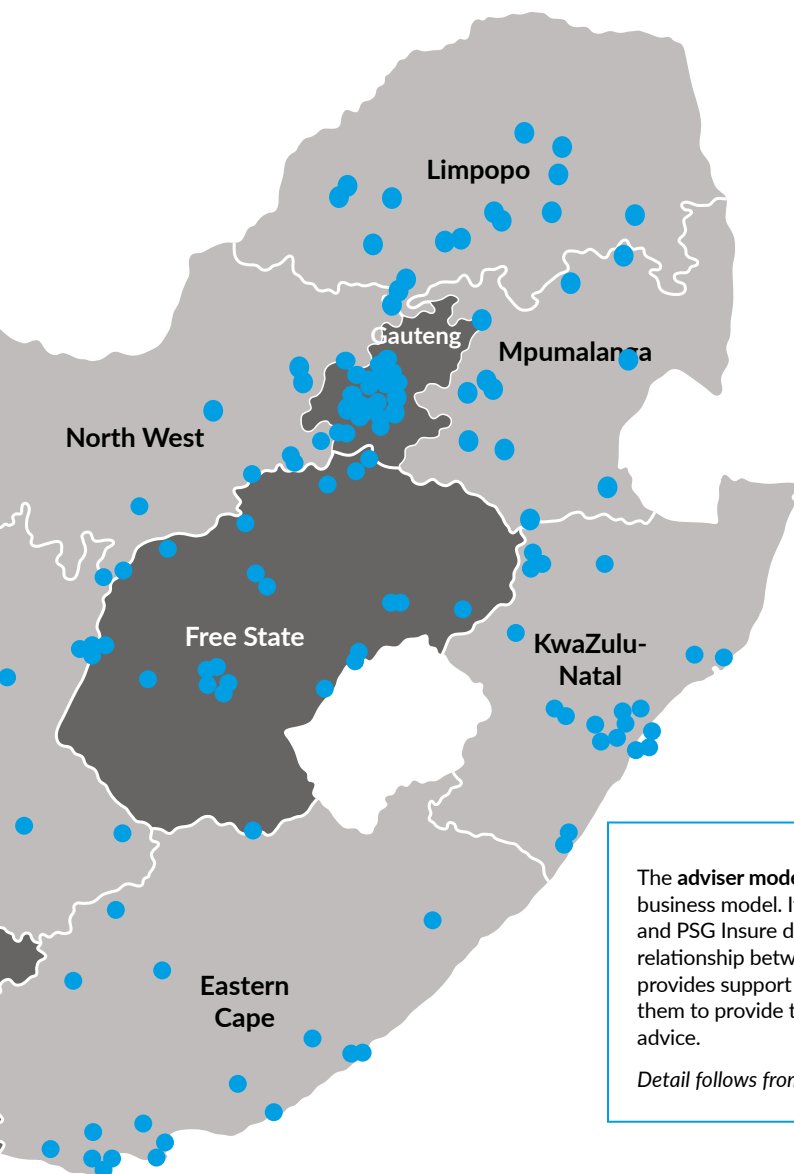 Limpopo
Gauteng
Mpumalanga
North West
Free State
KwaZulu-
Natal
Eastern
Cape
The adviser mode
business model. I
and PSG Insure d
relationship betw
provides support
them to provide t
advice.
Detail follows fron